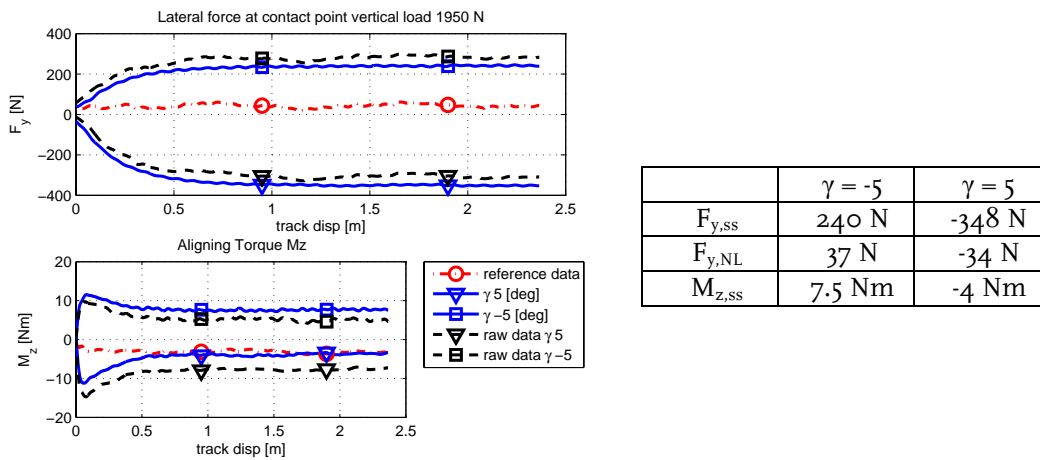 Lateral force at contact point vertical load 1950 N
400
200
0
−200
−400
F_y [N]
0 0.5 1 1.5 2 2.5
track disp [m]
Aligning Torque Mz
20
10
0
−10
−20
M_z [Nm]
0 0.5 1 1.5 2 2.5
track disp [m]
reference data
γ 5 [deg]
γ −5 [deg]
raw data γ 5
raw data γ −5
γ = -5 γ = 5
F_y,ss 240 N -348 N
F_y,NL 37 N -34 N
M_z,ss 7.5 Nm -4 Nm